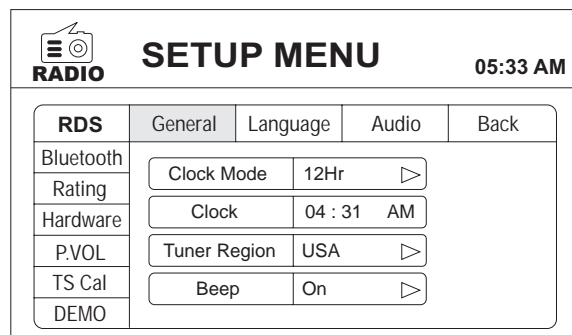 RADIO
SETUP MENU
05:33 AM
RDS
General
Language
Audio
Back
Bluetooth
Rating
Hardware
P.VOL
TS Cal
DEMO
Clock Mode 12Hr
Clock 04 : 31 AM
Tuner Region USA
Beep On